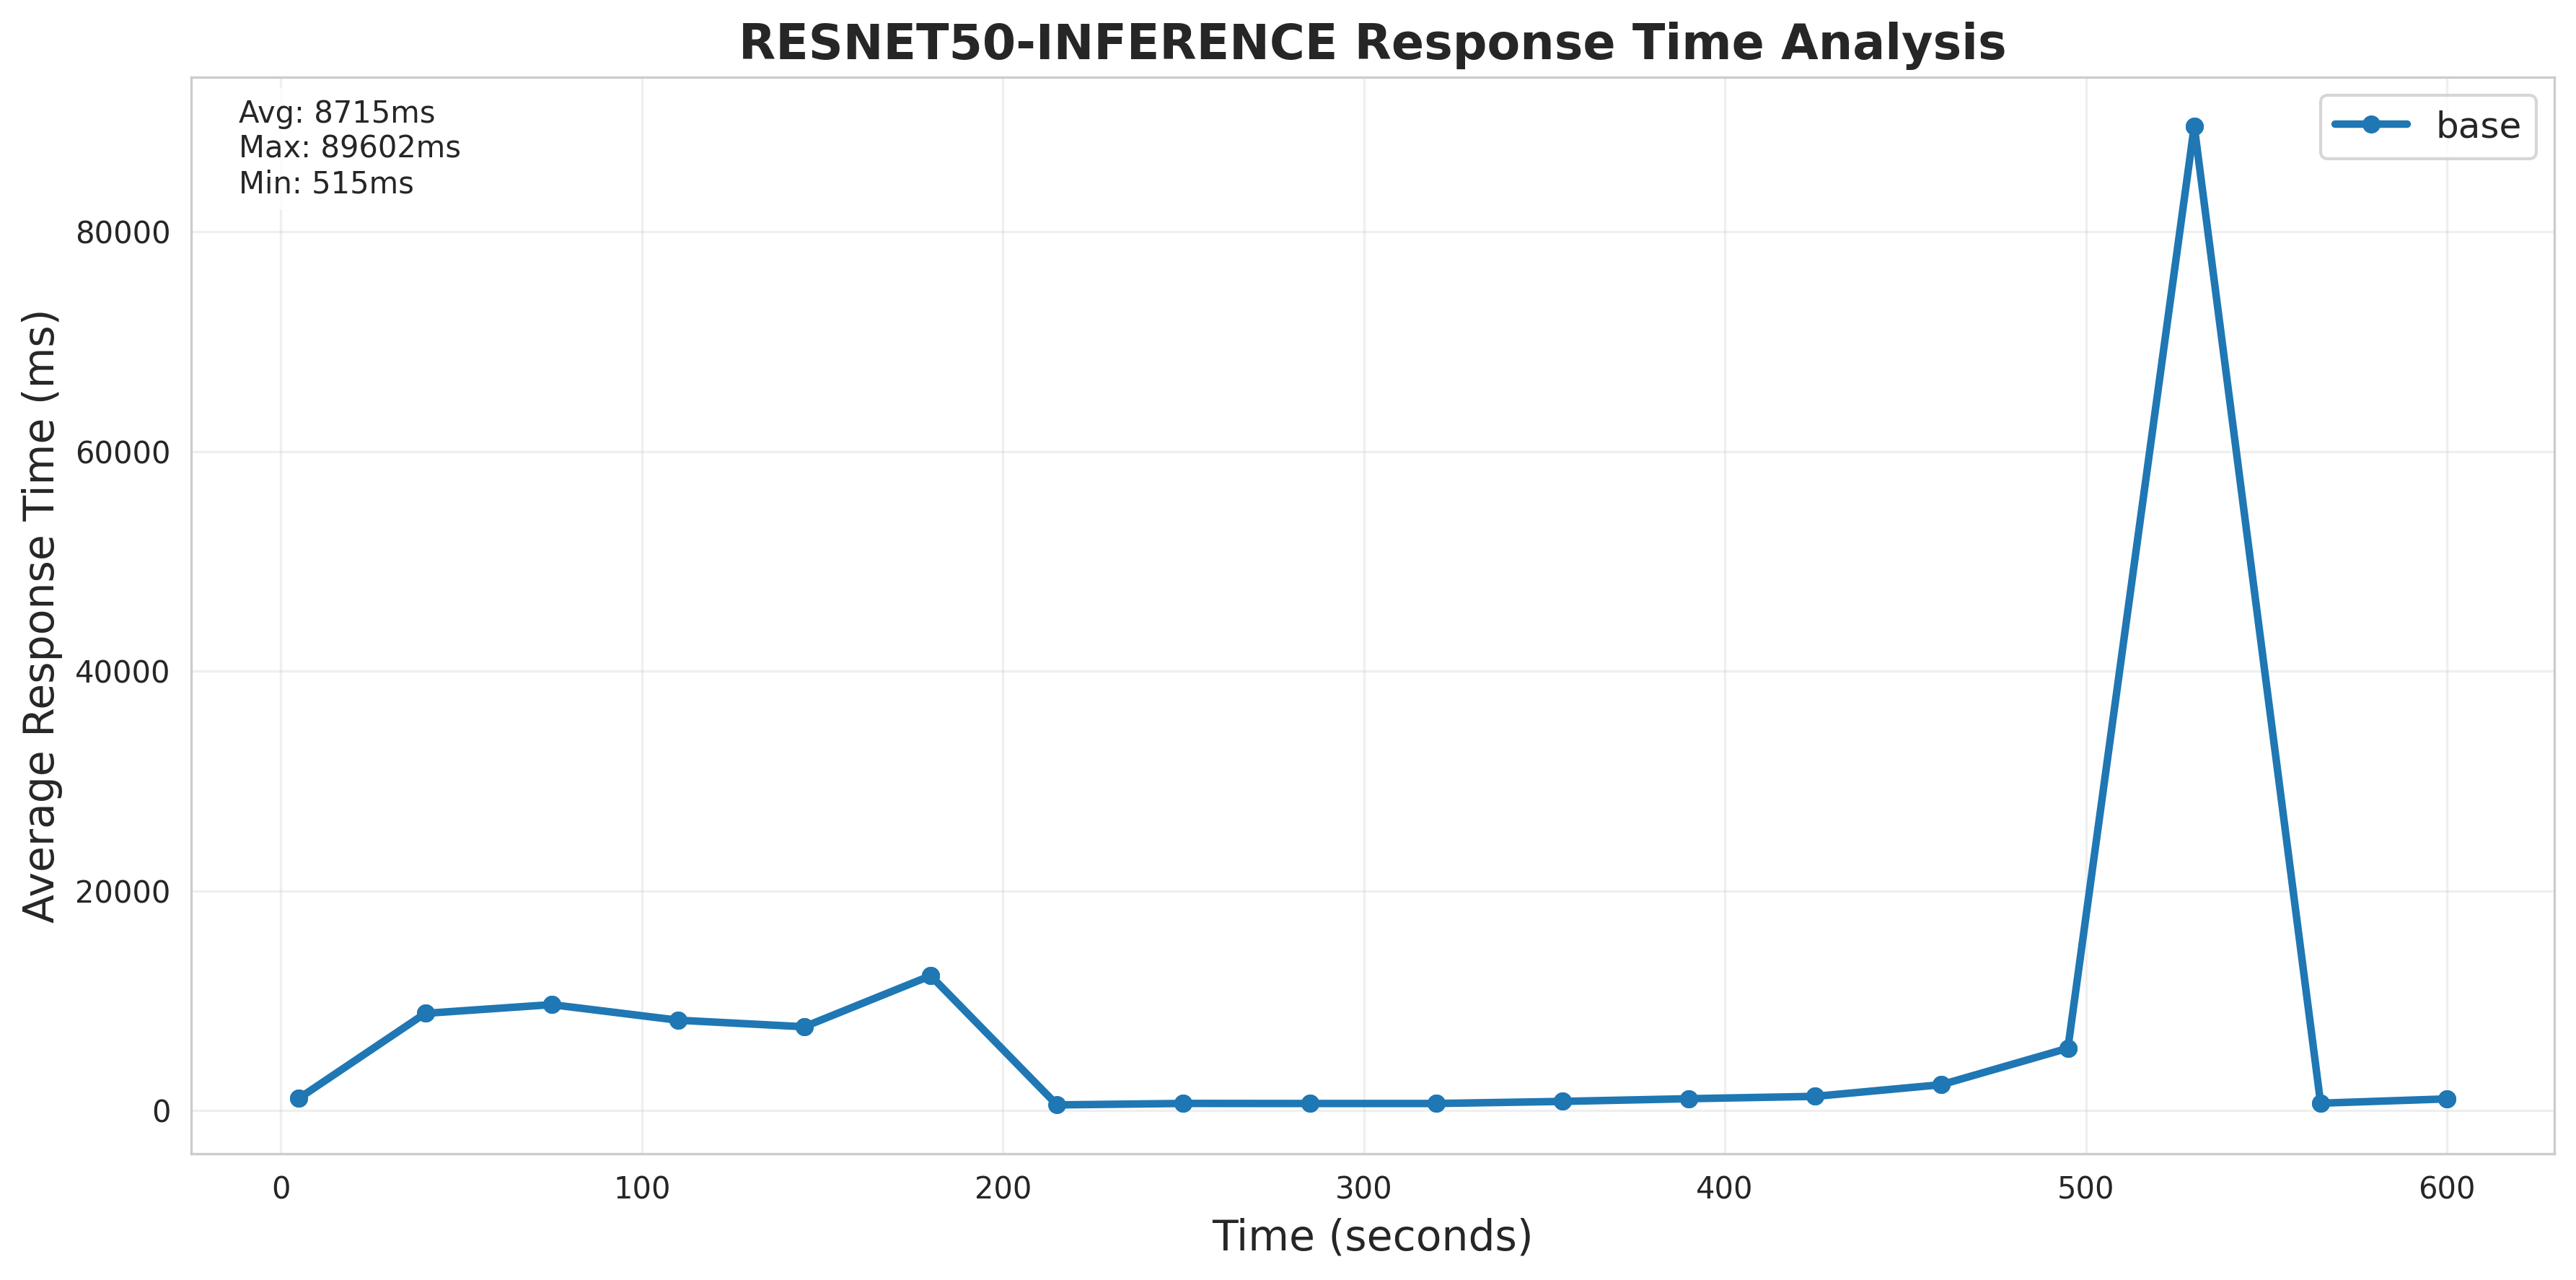 RESNET50-INFERENCE Response Time Analysis
Avg: 8715ms
Max: 89602ms
Min: 515ms
base
Average Response Time (ms)
80000
60000
40000
20000
0
0 100 200 300 400 500 600
Time (seconds)